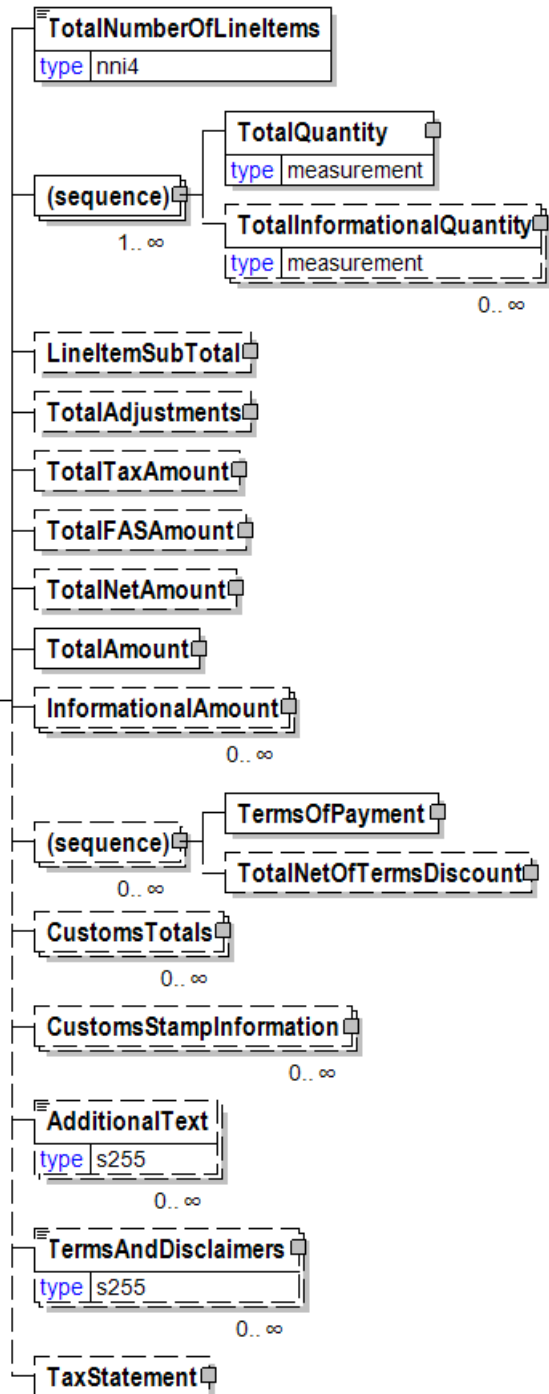 TotalNumberOfLineItems
type nni4
TotalQuantity
type measurement
(sequence)
1.. ∞
TotalInformationalQuantity
type measurement
0.. ∞
LineItemSubTotal
TotalAdjustments
TotalTaxAmount
TotalFASAmount
TotalNetAmount
TotalAmount
InformationalAmount
0.. ∞
TermsOfPayment
(sequence)
0.. ∞
TotalNetOfTermsDiscount
CustomsTotals
0.. ∞
CustomsStampInformation
0.. ∞
AdditionalText
type s255
0.. ∞
TermsAndDisclaimers
type s255
0.. ∞
TaxStatement